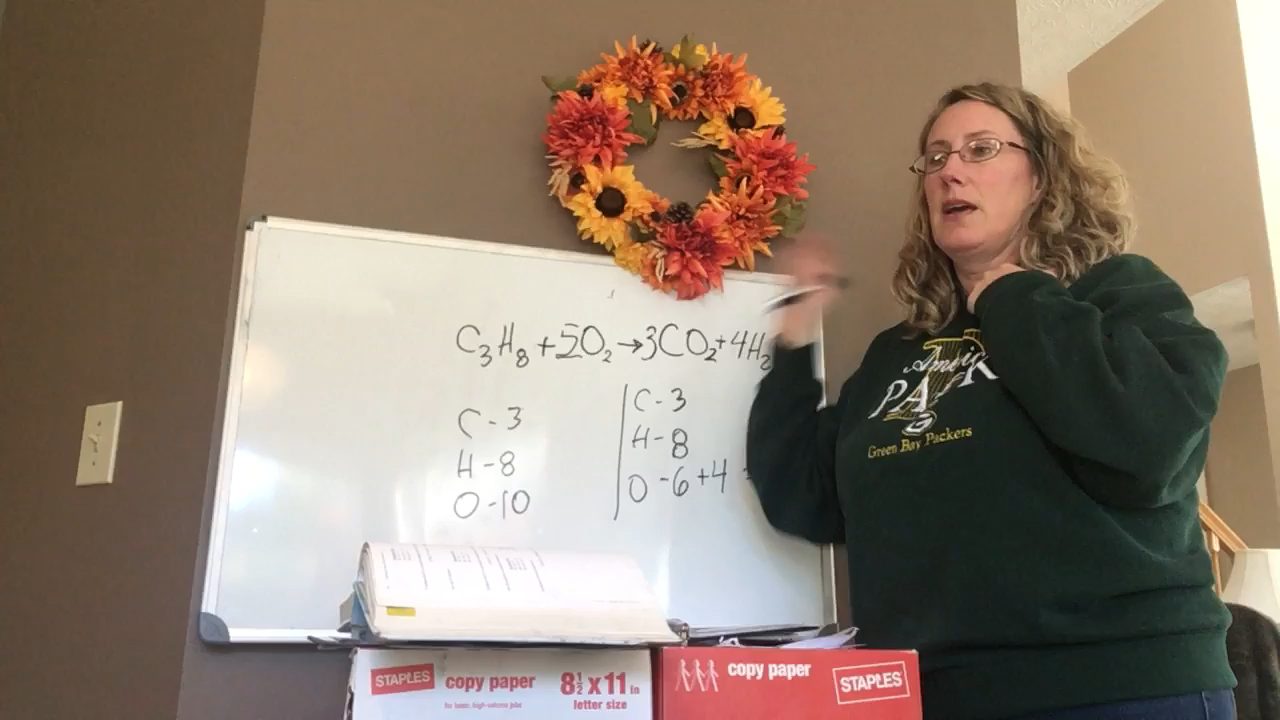 C₃H₈ + 5O₂ → 3CO₂ + 4H₂
C - 3
H - 8
O - 10
C - 3
H - 8
O - 6 + 4
PACK
Green Bay Packers
STAPLES copy paper 8½ x 11 in
letter size
copy paper STAPLES